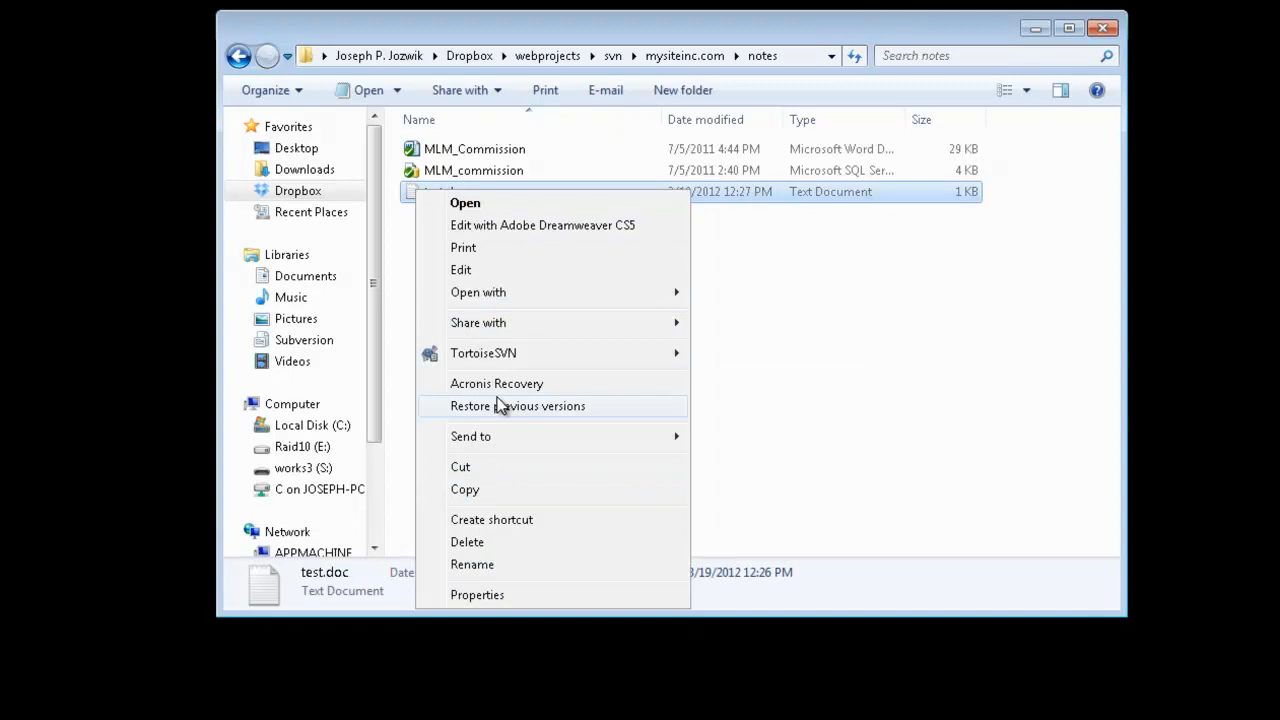 Joseph P. Jozwik Dropbox webprojects svn mysiteinc.com notes Search notes
Organize Open Share with Print E-mail New folder
Name Date modified Type Size
Favorites
Desktop
Downloads
Dropbox
Recent Places
Libraries
Documents
Music
Pictures
Subversion
Videos
Computer
Local Disk (C:)
Raid10 (E:)
works3 (S:)
C on JOSEPH-PC
Network
APPMACHINE
MLM_Commission 7/5/2011 4:44 PM Microsoft Word D... 29 KB
MLM_commission 7/5/2011 2:40 PM Microsoft SQL Ser... 29 KB
12:27 PM Text Document 1 KB
Open
Edit with Adobe Dreamweaver CS5
Print
Edit
Open with
Share with
TortoiseSVN
Acronis Recovery
Restore previous versions
Send to
Cut
Copy
Create shortcut
Delete
Rename
Properties
test.doc Date 3/19/2012 12:26 PM
Text Document